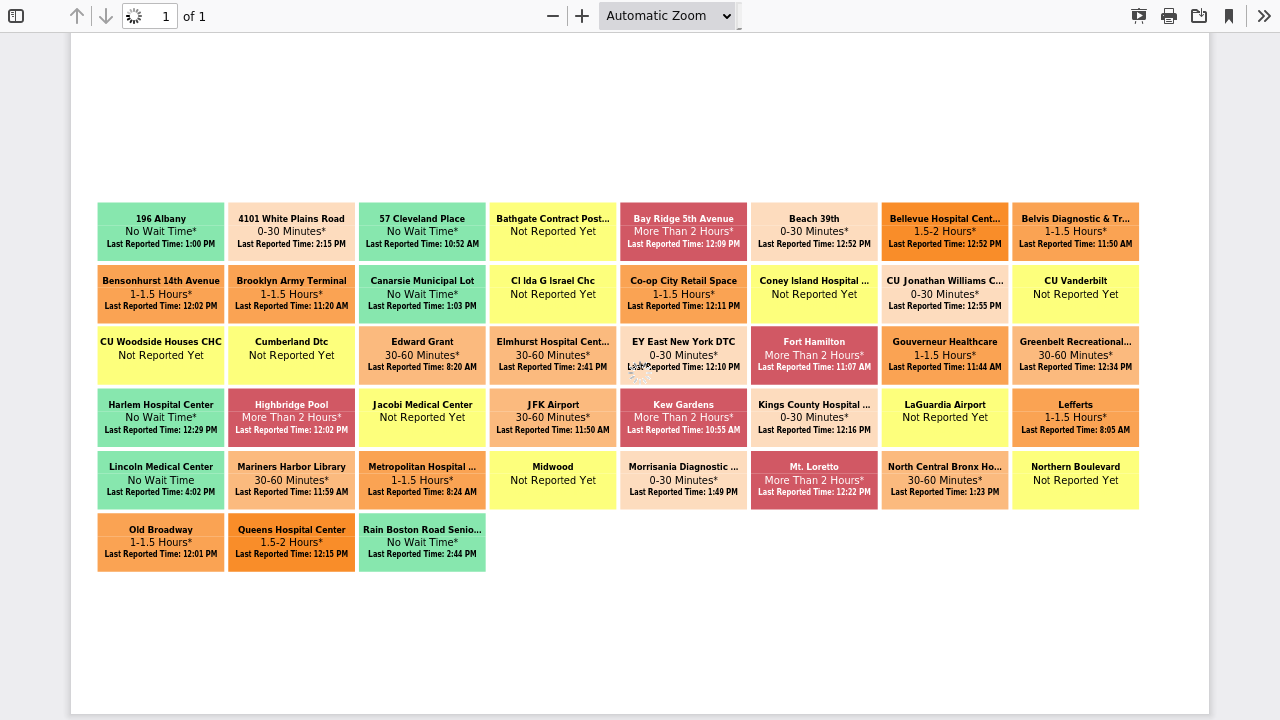 1 of 1 Automatic Zoom
196 Albany
No Wait Time*
Last Reported Time: 1:00 PM
4101 White Plains Road
0-30 Minutes*
Last Reported Time: 2:15 PM
57 Cleveland Place
No Wait Time*
Last Reported Time: 10:52 AM
Bathgate Contract Post...
Not Reported Yet
Bay Ridge 5th Avenue
More Than 2 Hours*
Last Reported Time: 12:09 PM
Beach 39th
0-30 Minutes*
Last Reported Time: 12:52 PM
Bellevue Hospital Cent...
1.5-2 Hours*
Last Reported Time: 12:52 PM
Belvis Diagnostic & Tr...
1-1.5 Hours*
Last Reported Time: 11:50 AM
Bensonhurst 14th Avenue
1-1.5 Hours*
Last Reported Time: 12:02 PM
Brooklyn Army Terminal
1-1.5 Hours*
Last Reported Time: 11:20 AM
Canarsie Municipal Lot
No Wait Time*
Last Reported Time: 1:03 PM
CI Ida G Israel Chc
Not Reported Yet
Co-op City Retail Space
1-1.5 Hours*
Last Reported Time: 12:11 PM
Coney Island Hospital ...
Not Reported Yet
CU Jonathan Williams C...
0-30 Minutes*
Last Reported Time: 12:55 PM
CU Vanderbilt
Not Reported Yet
CU Woodside Houses CHC
Not Reported Yet
Cumberland Dtc
Not Reported Yet
Edward Grant
30-60 Minutes*
Last Reported Time: 8:20 AM
Elmhurst Hospital Cent...
30-60 Minutes*
Last Reported Time: 2:41 PM
EY East New York DTC
0-30 Minutes*
Last Reported Time: 12:10 PM
Fort Hamilton
More Than 2 Hours*
Last Reported Time: 11:07 AM
Gouverneur Healthcare
1-1.5 Hours*
Last Reported Time: 11:44 AM
Greenbelt Recreational...
30-60 Minutes*
Last Reported Time: 12:34 PM
Harlem Hospital Center
No Wait Time*
Last Reported Time: 12:29 PM
Highbridge Pool
More Than 2 Hours*
Last Reported Time: 12:02 PM
Jacobi Medical Center
Not Reported Yet
JFK Airport
30-60 Minutes*
Last Reported Time: 11:50 AM
Kew Gardens
More Than 2 Hours*
Last Reported Time: 10:55 AM
Kings County Hospital ...
0-30 Minutes*
Last Reported Time: 12:16 PM
LaGuardia Airport
Not Reported Yet
Lefferts
1-1.5 Hours*
Last Reported Time: 8:05 AM
Lincoln Medical Center
No Wait Time
Last Reported Time: 4:02 PM
Mariners Harbor Library
30-60 Minutes*
Last Reported Time: 11:59 AM
Metropolitan Hospital ...
1-1.5 Hours*
Last Reported Time: 8:24 AM
Midwood
Not Reported Yet
Morrisania Diagnostic ...
0-30 Minutes*
Last Reported Time: 1:49 PM
Mt. Loretto
More Than 2 Hours*
Last Reported Time: 12:22 PM
North Central Bronx Ho...
30-60 Minutes*
Last Reported Time: 1:23 PM
Northern Boulevard
Not Reported Yet
Old Broadway
1-1.5 Hours*
Last Reported Time: 12:01 PM
Queens Hospital Center
1.5-2 Hours*
Last Reported Time: 12:15 PM
Rain Boston Road Senio...
No Wait Time*
Last Reported Time: 2:44 PM